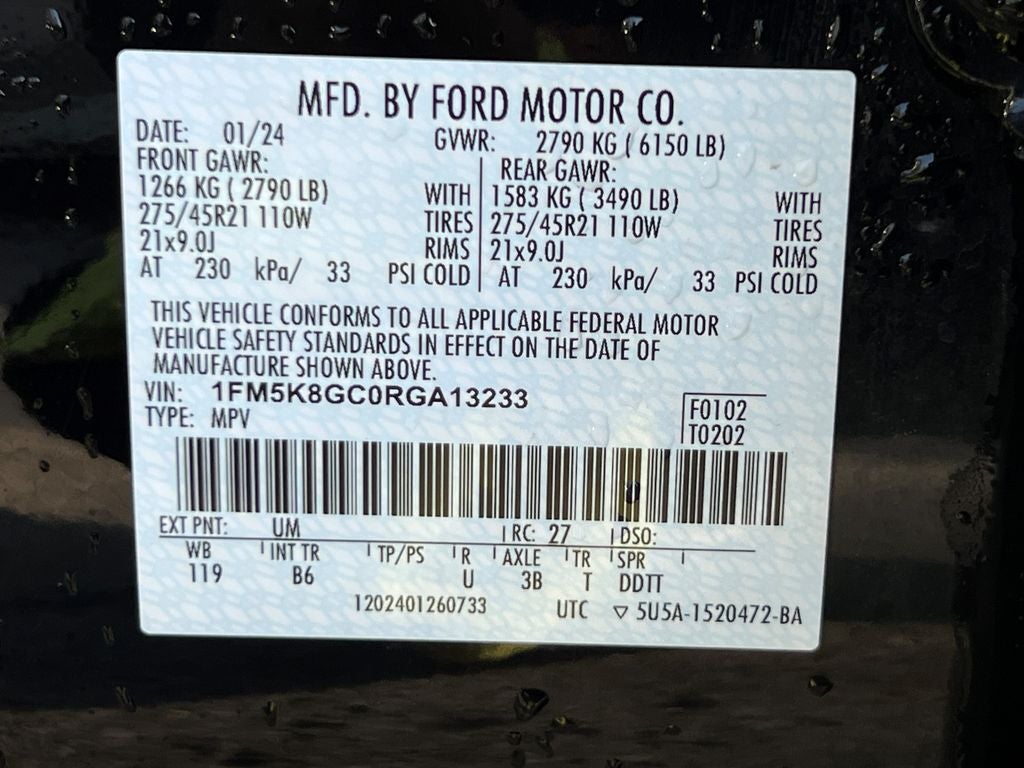 MFD. BY FORD MOTOR CO.
DATE: 01/24 GVWR: 2790 KG ( 6150 LB)
FRONT GAWR: REAR GAWR:
1266 KG ( 2790 LB) WITH 1583 KG ( 3490 LB) WITH
275/45R21 110W TIRES 275/45R21 110W TIRES
21x9.0J RIMS 21x9.0J RIMS
AT 230 kPa/ 33 PSI COLD AT 230 kPa/ 33 PSI COLD
THIS VEHICLE CONFORMS TO ALL APPLICABLE FEDERAL MOTOR
VEHICLE SAFETY STANDARDS IN EFFECT ON THE DATE OF
MANUFACTURE SHOWN ABOVE.
VIN: 1FM5K8GC0RGA13233
TYPE: MPV
F0102
T0202
EXT PNT: UM RC: 27 DSO:
WB INT TR TP/PS R AXLE TR SPR
119 B6 U 3B T DDTT
1202401260733 UTC ▽ 5U5A-1520472-BA